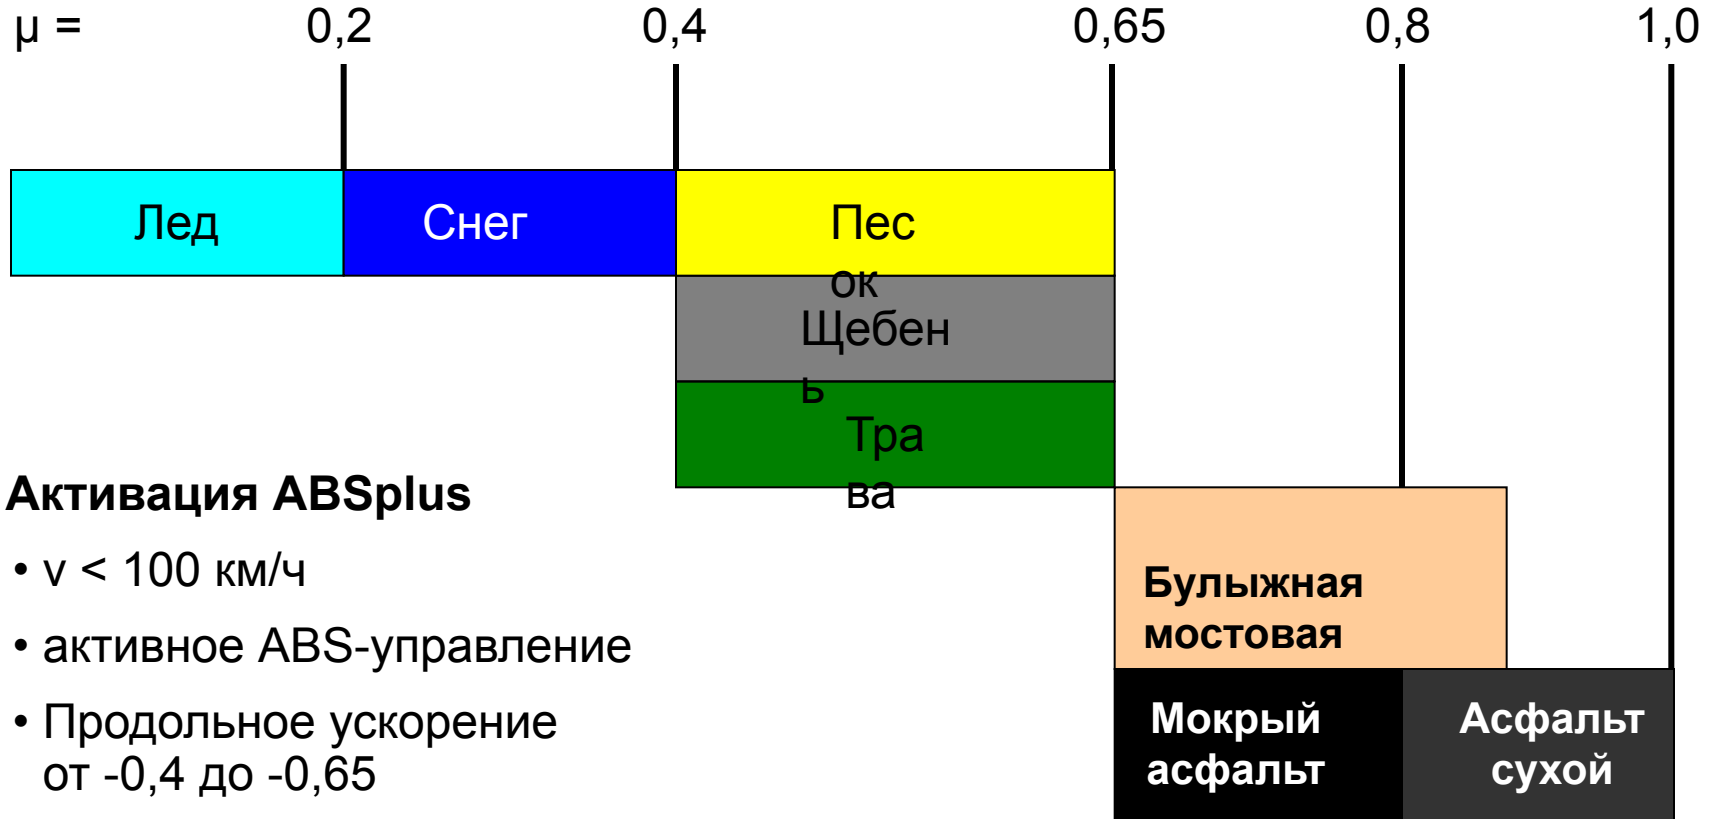 μ = 0,2 0,4 0,65 0,8 1,0
Лед
Снег
Пес
ок
Щебен
ь
Тра
ва
Активация ABSplus
• v < 100 км/ч
• активное ABS-управление
• Продольное ускорение
от -0,4 до -0,65
Булыжная
мостовая
Мокрый
асфальт
Асфальт
сухой